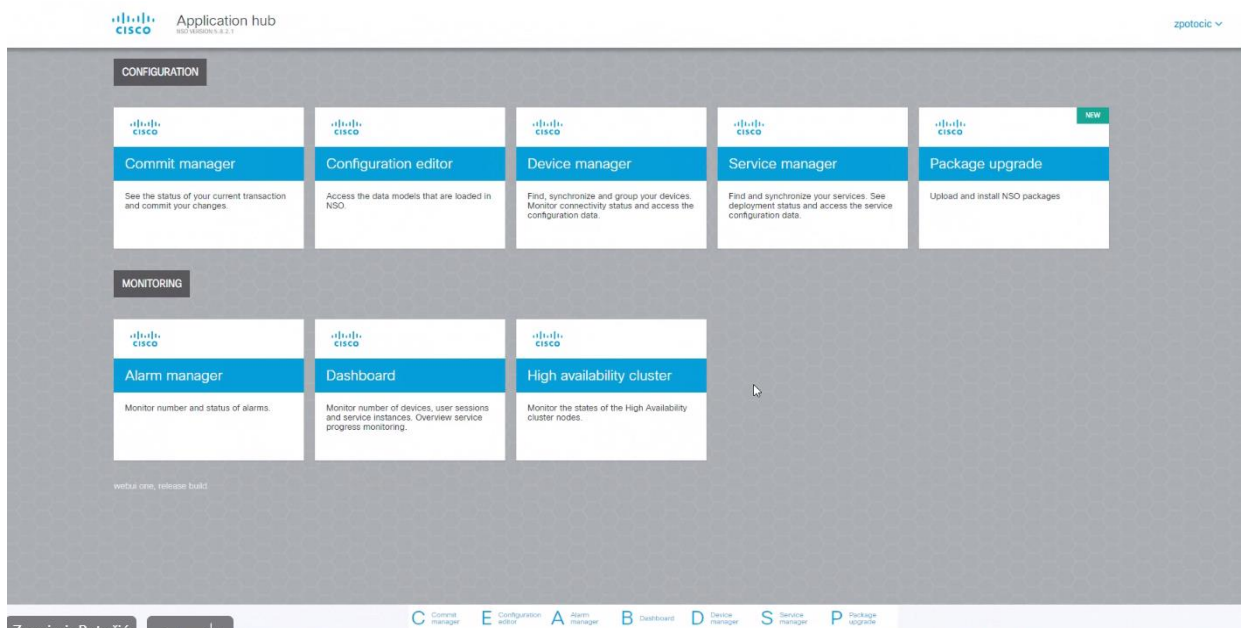 CISCO
Application hub
NSO VERSION:5.8.2.1
zpotocic
CONFIGURATION
CISCO
Commit manager
See the status of your current transaction
and commit your changes.
CISCO
Configuration editor
Access the data models that are loaded in
NSO.
CISCO
Device manager
Find, synchronize and group your devices.
Monitor connectivity status and access the
configuration data.
CISCO
Service manager
Find and synchronize your services. See
deployment status and access the service
configuration data.
CISCO
NEW
Package upgrade
Upload and install NSO packages
MONITORING
CISCO
Alarm manager
Monitor number and status of alarms.
CISCO
Dashboard
Monitor number of devices, user sessions
and service instances. Overview service
progress monitoring.
CISCO
High availability cluster
Monitor the states of the High Availability
cluster nodes.
webui one, release build
C Commit
manager
E Configuration
editor
A Alarm
manager
B Dashboard
D Device
manager
S Service
manager
P Package
upgrade